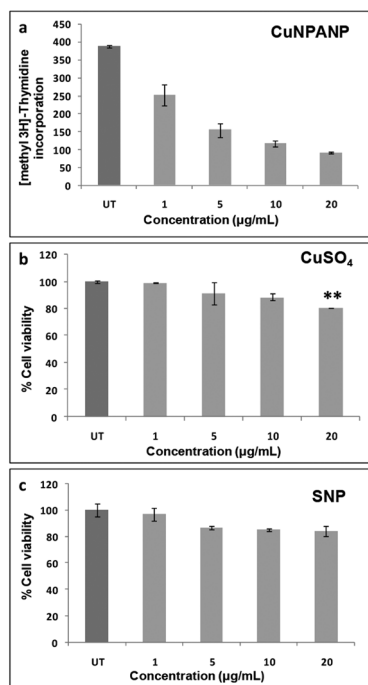 a
CuNPANP
[methyl 3H]-Thymidine
incorporation
450
400
350
300
250
200
150
100
50
0
UT 1 5 10 20
Concentration (µg/mL)
b
CuSO₄
% Cell viability
120
100
80
60
40
20
0
**
UT 1 5 10 20
Concentration (µg/mL)
c
SNP
% Cell viability
120
100
80
60
40
20
0
UT 1 5 10 20
Concentration (µg/mL)